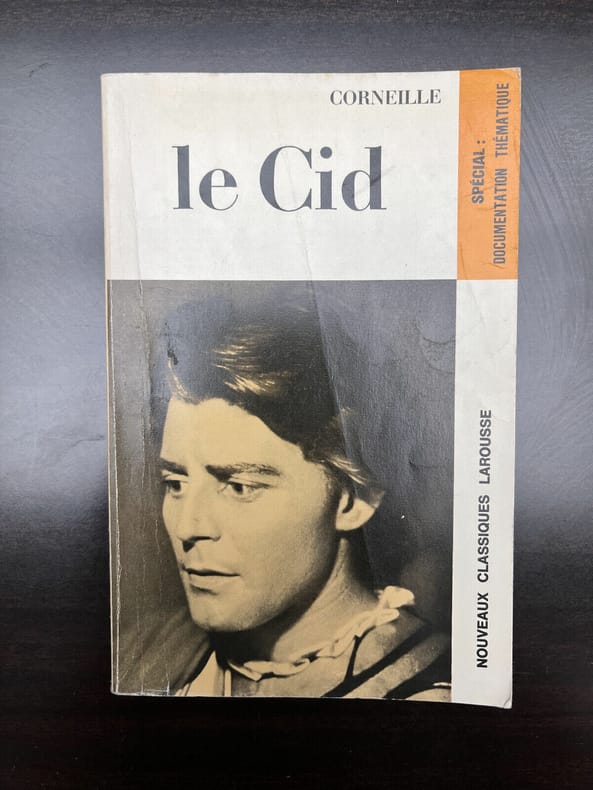 CORNEILLE
le Cid
SPÉCIAL :
DOCUMENTATION THÉMATIQUE
NOUVEAUX CLASSIQUES LAROUSSE